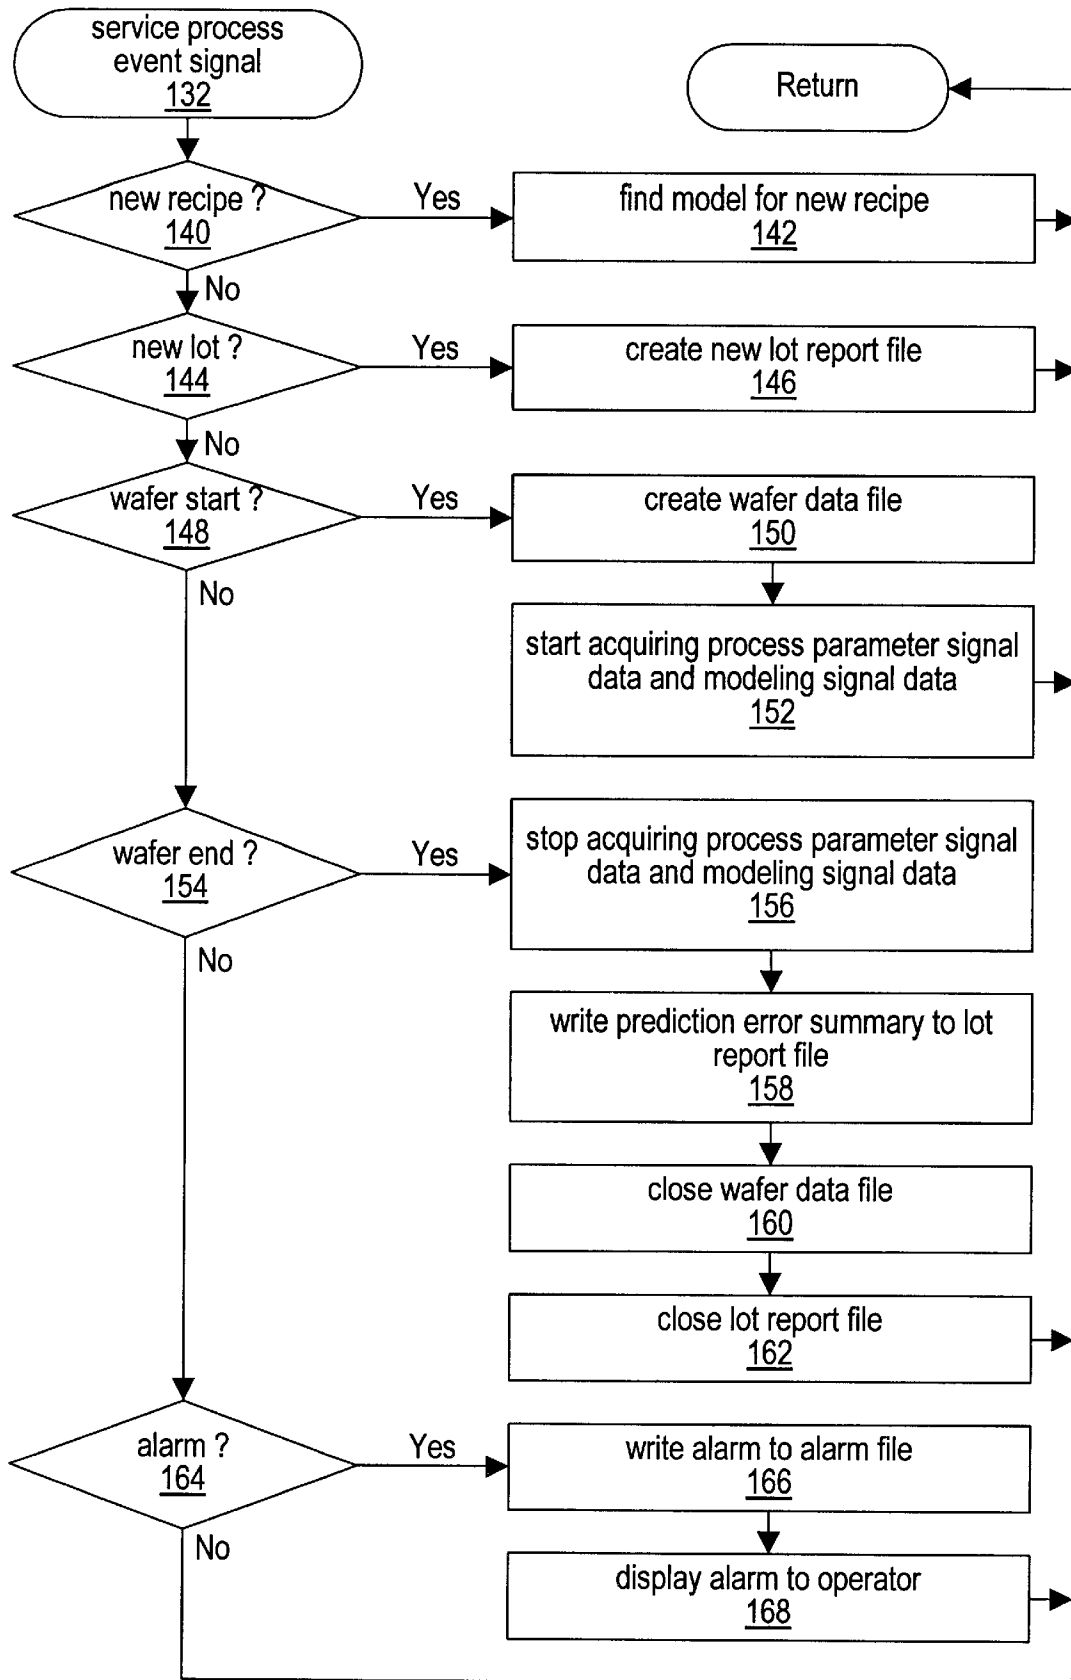 service process
event signal
132
Return
new recipe ?
140
Yes
find model for new recipe
142
No
new lot ?
144
Yes
create new lot report file
146
No
wafer start ?
148
Yes
create wafer data file
150
No
start acquiring process parameter signal
data and modeling signal data
152
wafer end ?
154
Yes
stop acquiring process parameter signal
data and modeling signal data
156
No
write prediction error summary to lot
report file
158
close wafer data file
160
close lot report file
162
alarm ?
164
Yes
write alarm to alarm file
166
No
display alarm to operator
168